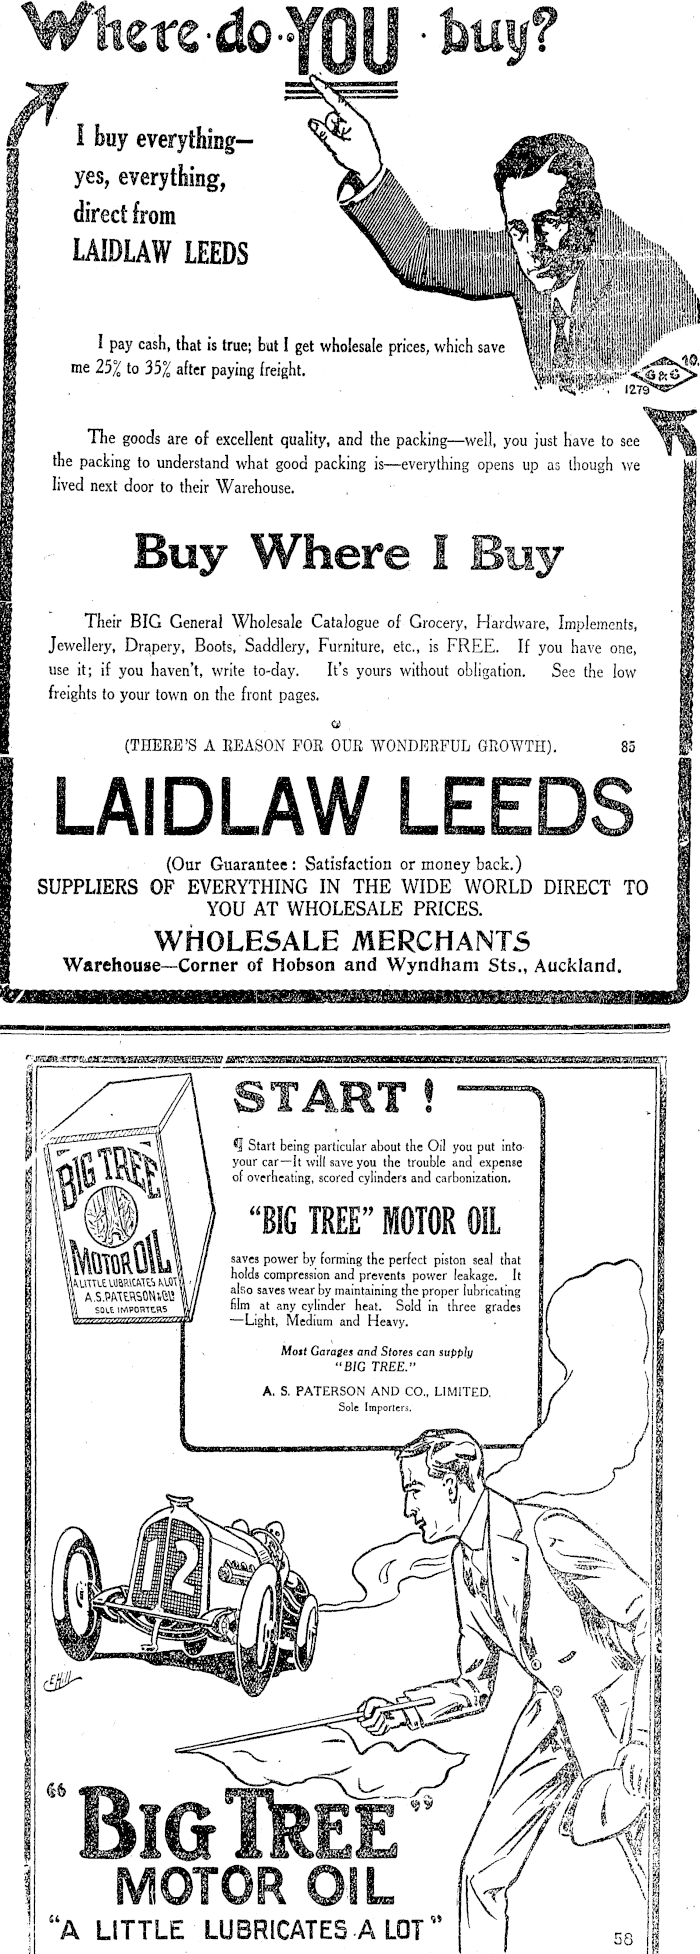 Where·do··YOU · buy?
I buy everything—
yes, everything,
direct from
LAIDLAW LEEDS
I pay cash, that is true; but I get wholesale prices, which save
me 25% to 35% after paying freight.
10.
G&C
1279
The goods are of excellent quality, and the packing—well, you just have to see
the packing to understand what good packing is—everything opens up as though we
lived next door to their Warehouse.
Buy Where I Buy
Their BIG General Wholesale Catalogue of Grocery, Hardware, Implements,
Jewellery, Drapery, Boots, Saddlery, Furniture, etc., is FREE. If you have one,
use it; if you haven't, write to-day. It's yours without obligation. See the low
freights to your town on the front pages.
(THERE'S A REASON FOR OUR WONDERFUL GROWTH). 85
LAIDLAW LEEDS
(Our Guarantee: Satisfaction or money back.)
SUPPLIERS OF EVERYTHING IN THE WIDE WORLD DIRECT TO
YOU AT WHOLESALE PRICES.
WHOLESALE MERCHANTS
Warehouse—Corner of Hobson and Wyndham Sts., Auckland.
START!
¶ Start being particular about the Oil you put into
your car—It will save you the trouble and expense
of overheating, scored cylinders and carbonization.
"BIG TREE" MOTOR OIL
saves power by forming the perfect piston seal that
holds compression and prevents power leakage. It
also saves wear by maintaining the proper lubricating
film at any cylinder heat. Sold in three grades
—Light, Medium and Heavy.
Most Garages and Stores can supply
"BIG TREE."
A. S. PATERSON AND CO., LIMITED.
Sole Importers.
BIG TREE
MOTOR OIL
A LITTLE LUBRICATES A LOT
A.S.PATERSON & Co Ld
SOLE IMPORTERS
12
E.Hill
"BIG TREE"
MOTOR OIL
"A LITTLE LUBRICATES A LOT"
58